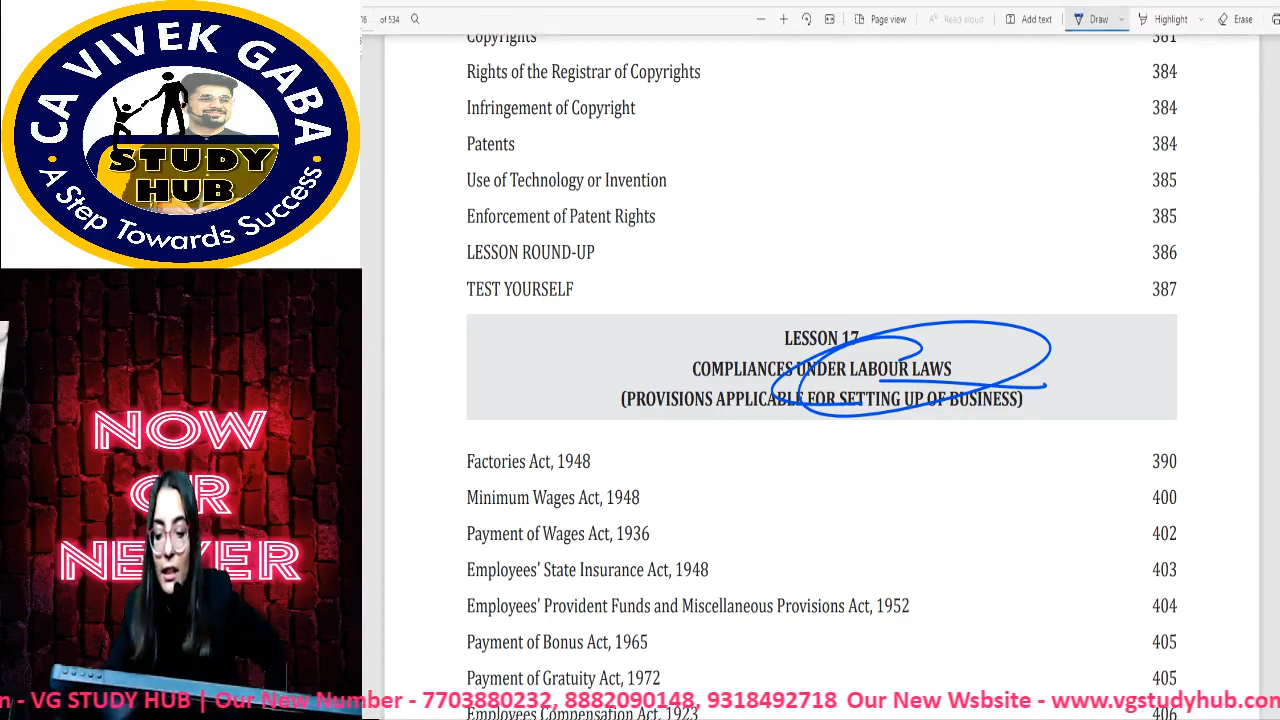 CA VIVEK GABA
STUDY
HUB
• A Step Towards Success •
NOW
OR
NEVER
of 534
Page view
Read aloud
Add text
Draw
Highlight
Erase
Copyrights 381
Rights of the Registrar of Copyrights 384
Infringement of Copyright 384
Patents 384
Use of Technology or Invention 385
Enforcement of Patent Rights 385
LESSON ROUND-UP 386
TEST YOURSELF 387
LESSON 17
COMPLIANCES UNDER LABOUR LAWS
(PROVISIONS APPLICABLE FOR SETTING UP OF BUSINESS)
Factories Act, 1948 390
Minimum Wages Act, 1948 400
Payment of Wages Act, 1936 402
Employees' State Insurance Act, 1948 403
Employees' Provident Funds and Miscellaneous Provisions Act, 1952 404
Payment of Bonus Act, 1965 405
Payment of Gratuity Act, 1972 405
Employees Compensation Act, 1923 406
n - VG STUDY HUB | Our New Number - 7703880232, 8882090148, 9318492718 Our New Wsbsite - www.vgstudyhub.com